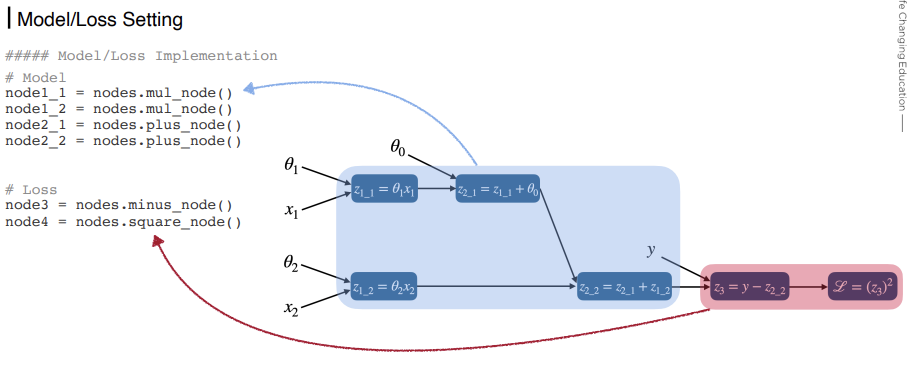 Model/Loss Setting
##### Model/Loss Implementation
# Model
node1_1 = nodes.mul_node()
node1_2 = nodes.mul_node()
node2_1 = nodes.plus_node()
node2_2 = nodes.plus_node()
# Loss
node3 = nodes.minus_node()
node4 = nodes.square_node()
θ₀
θ₁
z₁_₁ = θ₁x₁
z₂_₁ = z₁_₁ + θ₀
x₁
θ₂
y
z₁_₂ = θ₂x₂
z₂_₂ = z₂_₁ + z₁_₂
z₃ = y − z₂_₂
ℒ = (z₃)²
x₂
fe Changing Education